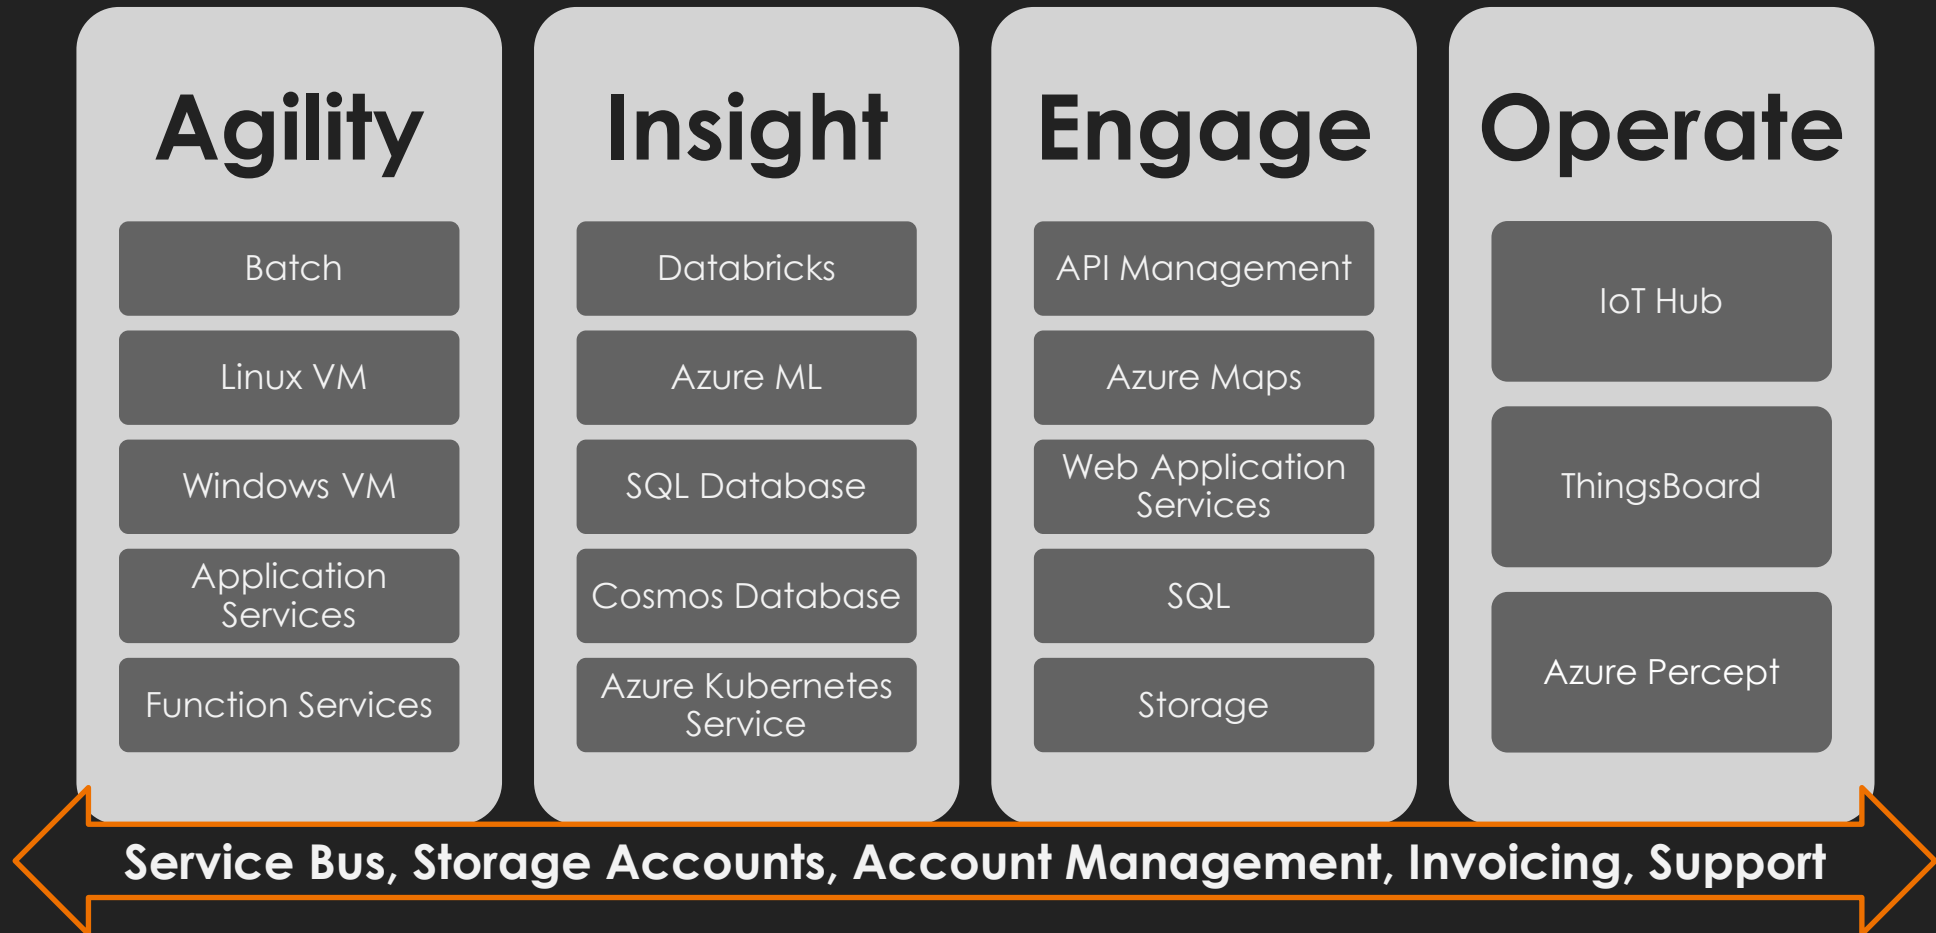 Agility
Batch
Linux VM
Windows VM
Application
Services
Function Services
Insight
Databricks
Azure ML
SQL Database
Cosmos Database
Azure Kubernetes
Service
Engage
API Management
Azure Maps
Web Application
Services
SQL
Storage
Operate
IoT Hub
ThingsBoard
Azure Percept
Service Bus, Storage Accounts, Account Management, Invoicing, Support